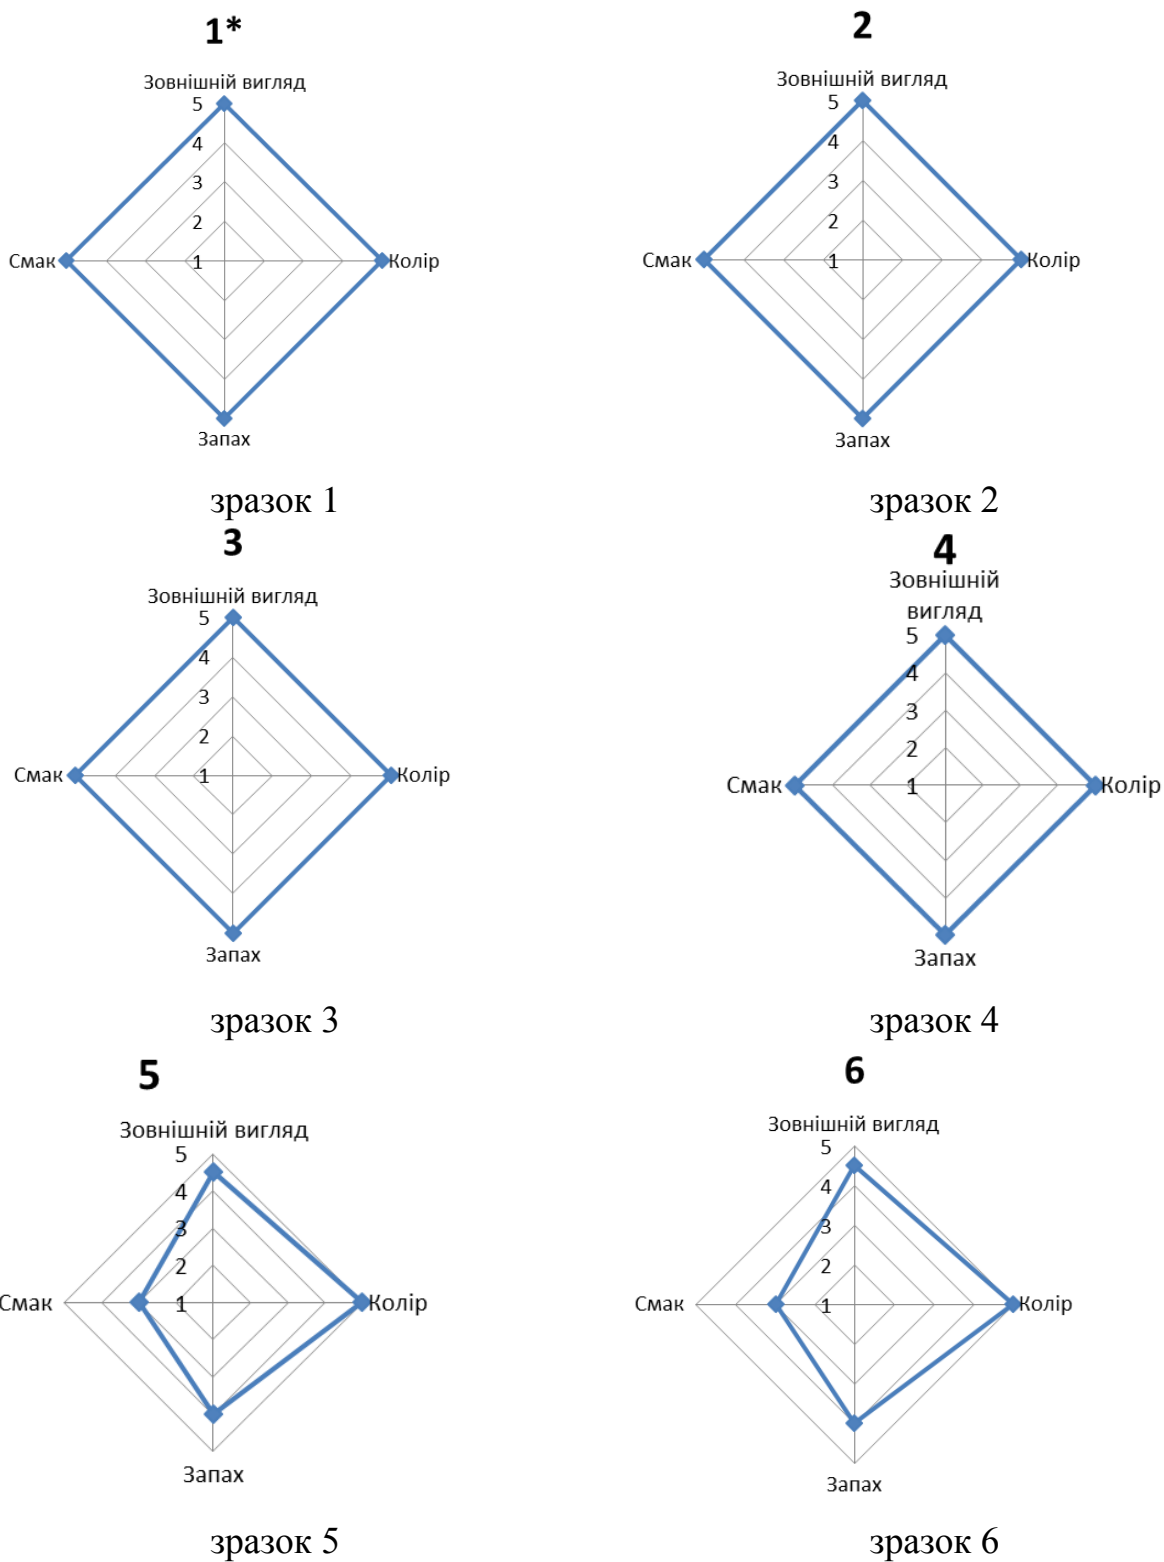 1*
Зовнішній вигляд
5
4
3
2
1
Смак
Колір
Запах
зразок 1
2
Зовнішній вигляд
5
4
3
2
1
Смак
Колір
Запах
зразок 2
3
Зовнішній вигляд
5
4
3
2
1
Смак
Колір
Запах
зразок 3
4
Зовнішній
вигляд
5
4
3
2
1
Смак
Колір
Запах
зразок 4
5
Зовнішній вигляд
5
4
3
2
1
Смак
Колір
Запах
зразок 5
6
Зовнішній вигляд
5
4
3
2
1
Смак
Колір
Запах
зразок 6